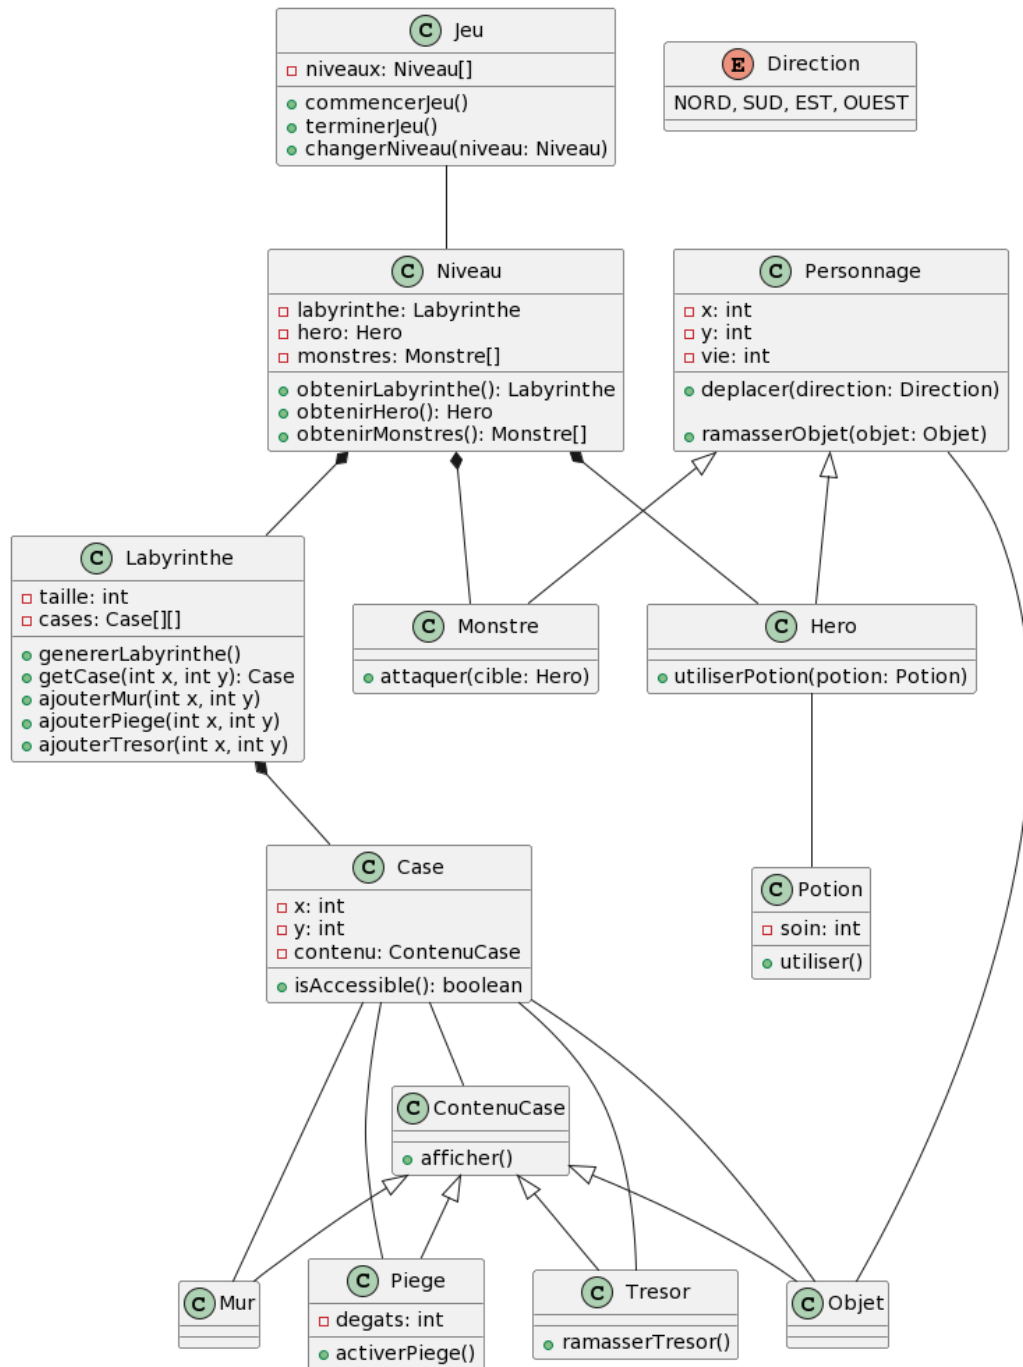 C Jeu
niveaux: Niveau[]
commencerJeu()
terminerJeu()
changerNiveau(niveau: Niveau)
E Direction
NORD, SUD, EST, OUEST
C Niveau
labyrinthe: Labyrinthe
hero: Hero
monstres: Monstre[]
obtenirLabyrinthe(): Labyrinthe
obtenirHero(): Hero
obtenirMonstres(): Monstre[]
C Personnage
x: int
y: int
vie: int
deplacer(direction: Direction)
ramasserObjet(objet: Objet)
C Labyrinthe
taille: int
cases: Case[][]
genererLabyrinthe()
getCase(int x, int y): Case
ajouterMur(int x, int y)
ajouterPiege(int x, int y)
ajouterTresor(int x, int y)
C Monstre
attaquer(cible: Hero)
C Hero
utiliserPotion(potion: Potion)
C Case
x: int
y: int
contenu: ContenuCase
isAccessible(): boolean
C Potion
soin: int
utiliser()
C ContenuCase
afficher()
C Mur
C Piege
degats: int
activerPiege()
C Tresor
ramasserTresor()
C Objet